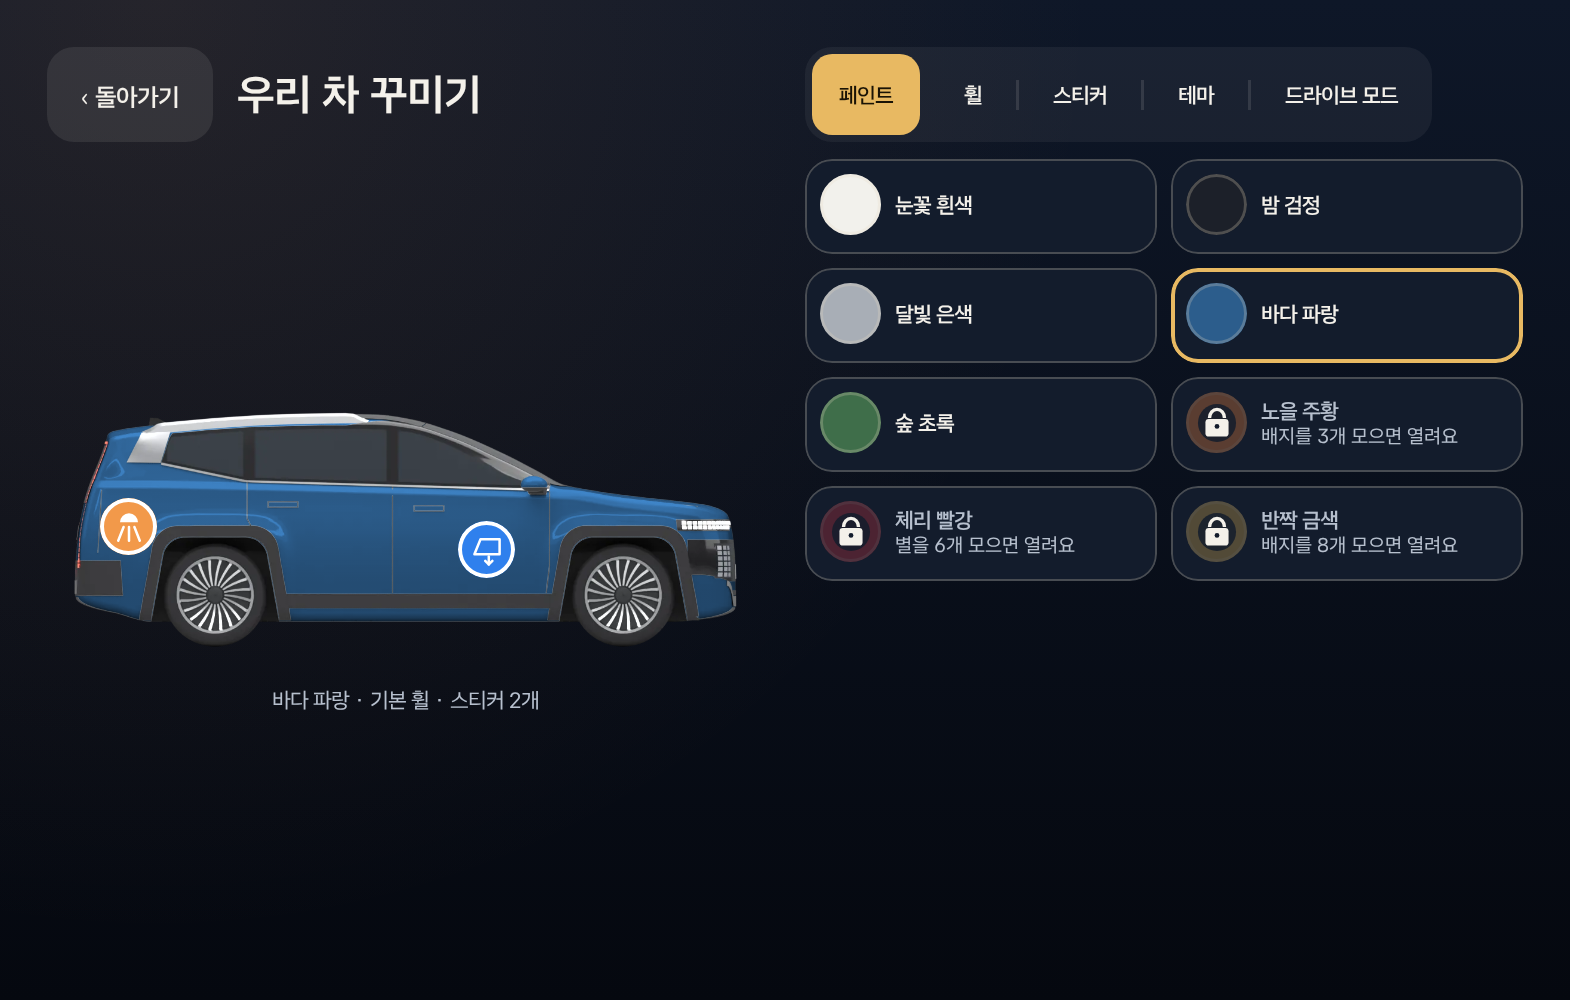 ‹ 돌아가기
우리 차 꾸미기
페인트
휠
스티커
테마
드라이브 모드
눈꽃 흰색
밤 검정
달빛 은색
바다 파랑
숲 초록
노을 주황
배지를 3개 모으면 열려요
체리 빨강
별을 6개 모으면 열려요
반짝 금색
배지를 8개 모으면 열려요
바다 파랑 · 기본 휠 · 스티커 2개